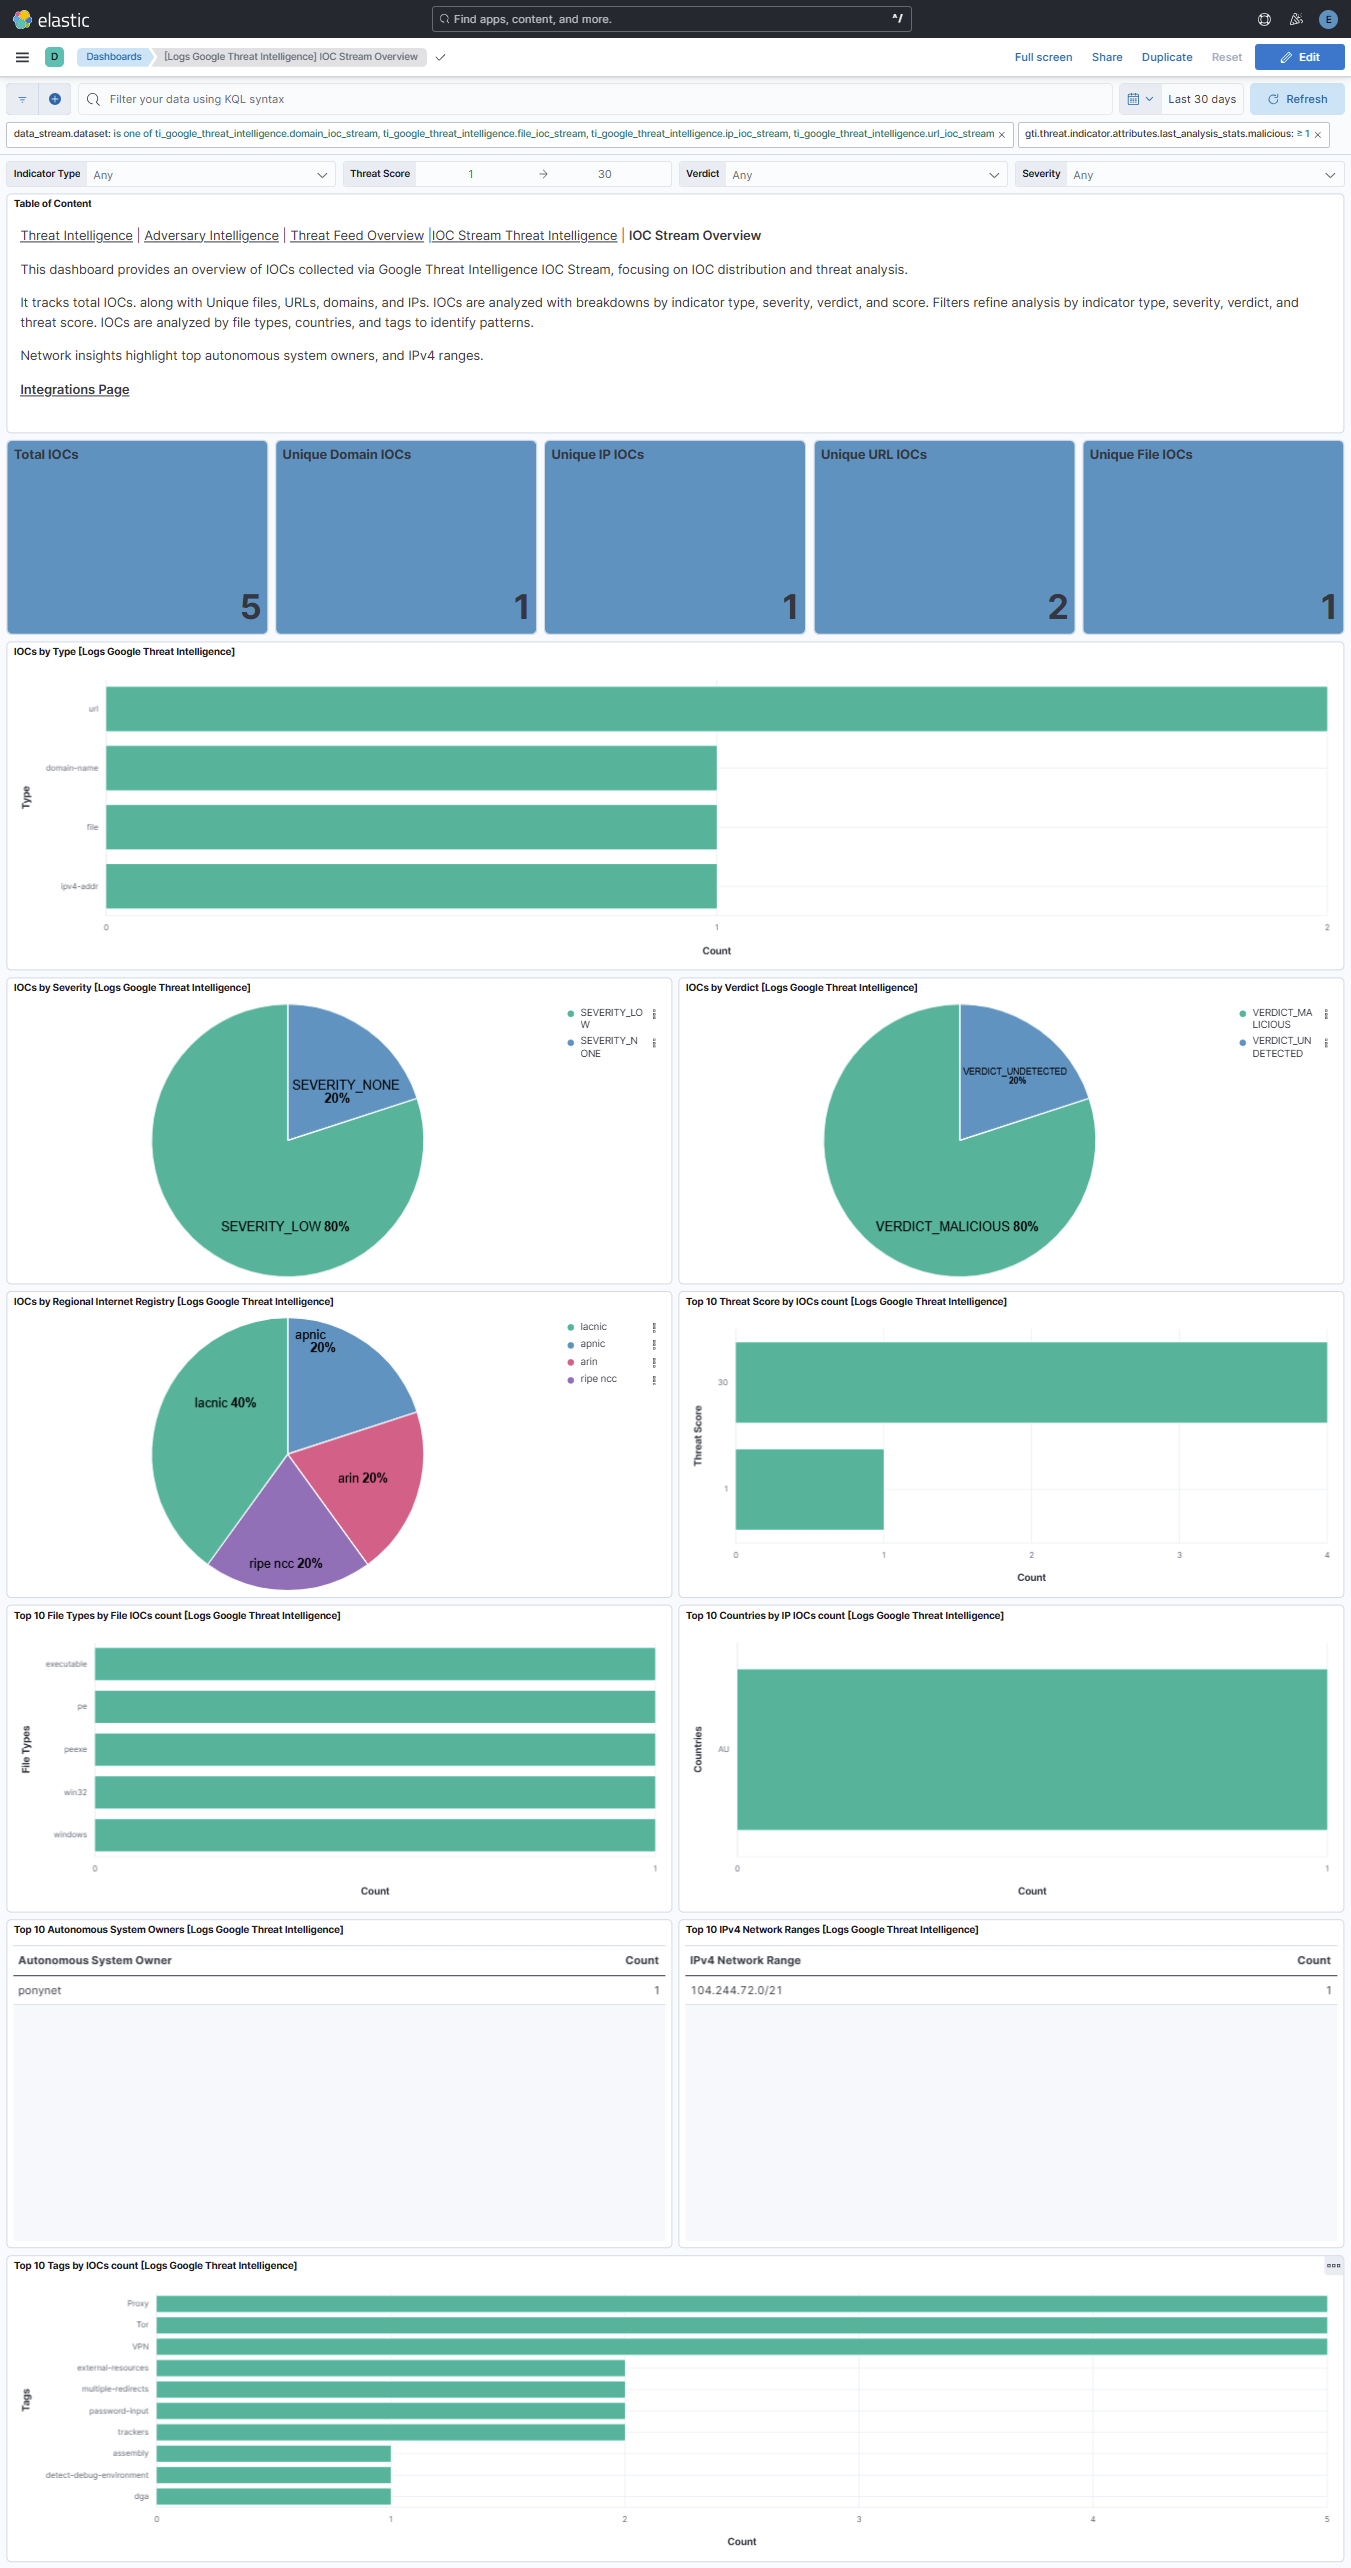 elastic
Find apps, content, and more.
^/
E
D
Dashboards
[Logs Google Threat Intelligence] IOC Stream Overview
Full screen
Share
Duplicate
Reset
Edit
Filter your data using KQL syntax
Last 30 days
Refresh
data_stream.dataset: is one of ti_google_threat_intelligence.domain_ioc_stream, ti_google_threat_intelligence.file_ioc_stream, ti_google_threat_intelligence.ip_ioc_stream, ti_google_threat_intelligence.url_ioc_stream ×
gti.threat.indicator.attributes.last_analysis_stats.malicious: ≥ 1 ×
Indicator Type Any
Threat Score 1 → 30
Verdict Any
Severity Any
Table of Content
Threat Intelligence | Adversary Intelligence | Threat Feed Overview |IOC Stream Threat Intelligence | IOC Stream Overview
This dashboard provides an overview of IOCs collected via Google Threat Intelligence IOC Stream, focusing on IOC distribution and threat analysis.
It tracks total IOCs. along with Unique files, URLs, domains, and IPs. IOCs are analyzed with breakdowns by indicator type, severity, verdict, and score. Filters refine analysis by indicator type, severity, verdict, and
threat score. IOCs are analyzed by file types, countries, and tags to identify patterns.
Network insights highlight top autonomous system owners, and IPv4 ranges.
Integrations Page
Total IOCs
5
Unique Domain IOCs
1
Unique IP IOCs
1
Unique URL IOCs
2
Unique File IOCs
1
IOCs by Type [Logs Google Threat Intelligence]
Type
url
domain-name
file
ipv4-addr
0 1 2
Count
IOCs by Severity [Logs Google Threat Intelligence]
SEVERITY_NONE
20%
SEVERITY_LOW 80%
SEVERITY_LO
W
SEVERITY_N
ONE
IOCs by Verdict [Logs Google Threat Intelligence]
VERDICT_UNDETECTED
20%
VERDICT_MALICIOUS 80%
VERDICT_MA
LICIOUS
VERDICT_UN
DETECTED
IOCs by Regional Internet Registry [Logs Google Threat Intelligence]
apnic
20%
lacnic 40%
arin 20%
ripe ncc 20%
lacnic
apnic
arin
ripe ncc
Top 10 Threat Score by IOCs count [Logs Google Threat Intelligence]
Threat Score
30
1
0 1 2 3 4
Count
Top 10 File Types by File IOCs count [Logs Google Threat Intelligence]
File Types
executable
pe
peexe
win32
windows
0 1
Count
Top 10 Countries by IP IOCs count [Logs Google Threat Intelligence]
Countries
AU
0 1
Count
Top 10 Autonomous System Owners [Logs Google Threat Intelligence]
Autonomous System Owner Count
ponynet 1
Top 10 IPv4 Network Ranges [Logs Google Threat Intelligence]
IPv4 Network Range Count
104.244.72.0/21 1
Top 10 Tags by IOCs count [Logs Google Threat Intelligence]
Tags
Proxy
Tor
VPN
external-resources
multiple-redirects
password-input
trackers
assembly
detect-debug-environment
dga
0 1 2 3 4 5
Count